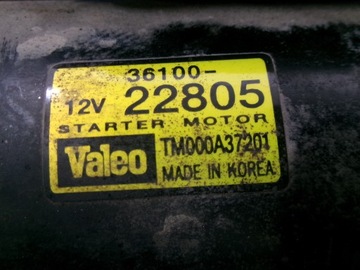 36100-
12V 22805
STARTER MOTOR
Valeo TM000A37201
MADE IN KOREA